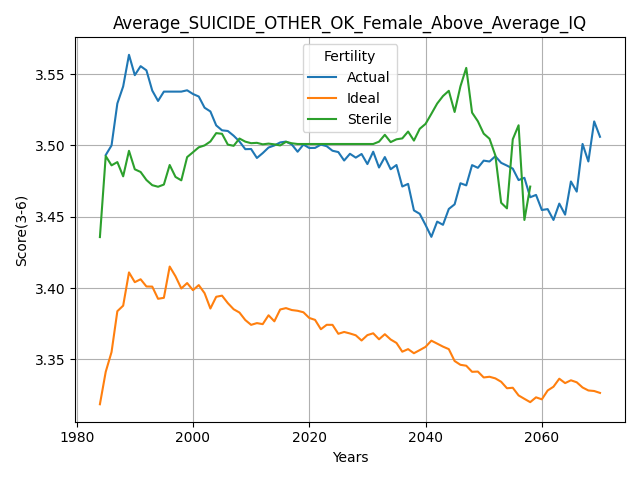 Average_SUICIDE_OTHER_OK_Female_Above_Average_IQ
Fertility
Actual
Ideal
Sterile
Score(3-6)
3.55
3.50
3.45
3.40
3.35
1980
2000
2020
2040
2060
Years